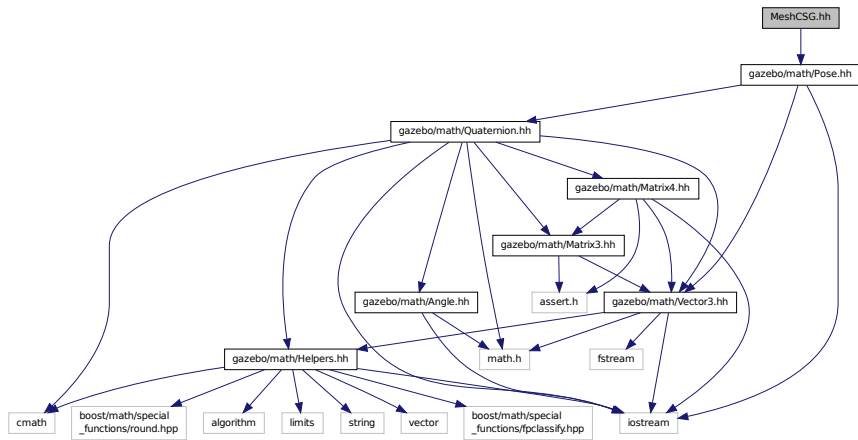 MeshCSG.hh
gazebo/math/Pose.hh
gazebo/math/Quaternion.hh
gazebo/math/Matrix4.hh
gazebo/math/Matrix3.hh
gazebo/math/Angle.hh
assert.h
gazebo/math/Vector3.hh
gazebo/math/Helpers.hh
math.h
fstream
cmath
boost/math/special
_functions/round.hpp
algorithm
limits
string
vector
boost/math/special
_functions/fpclassify.hpp
iostream